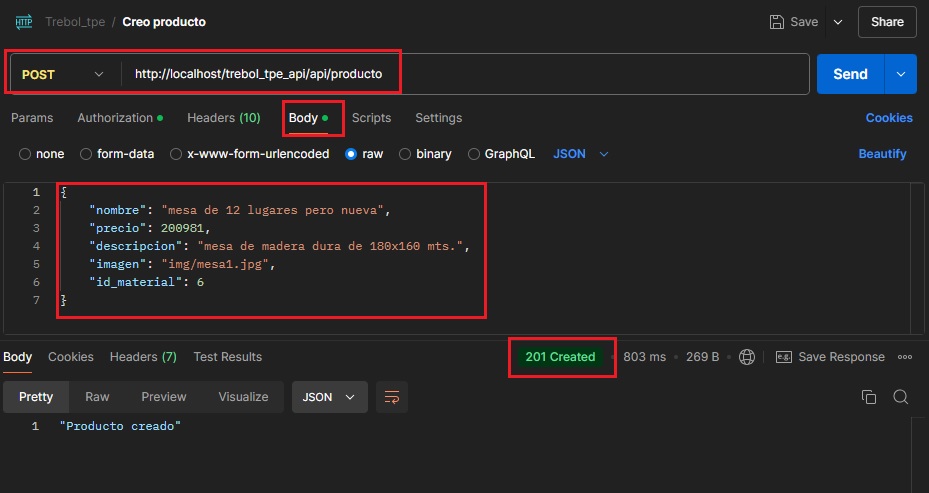 HTTP Trebol_tpe / Creo producto Save Share
POST http://localhost/trebol_tpe_api/api/producto Send
Params Authorization Headers (10) Body Scripts Settings Cookies
none form-data x-www-form-urlencoded raw binary GraphQL JSON Beautify
1 {
2 "nombre": "mesa de 12 lugares pero nueva",
3 "precio": 200981,
4 "descripcion": "mesa de madera dura de 180x160 mts.",
5 "imagen": "img/mesa1.jpg",
6 "id_material": 6
7 }
Body Cookies Headers (7) Test Results 201 Created 803 ms 269 B e.g. Save Response
Pretty Raw Preview Visualize JSON
1 "Producto creado"